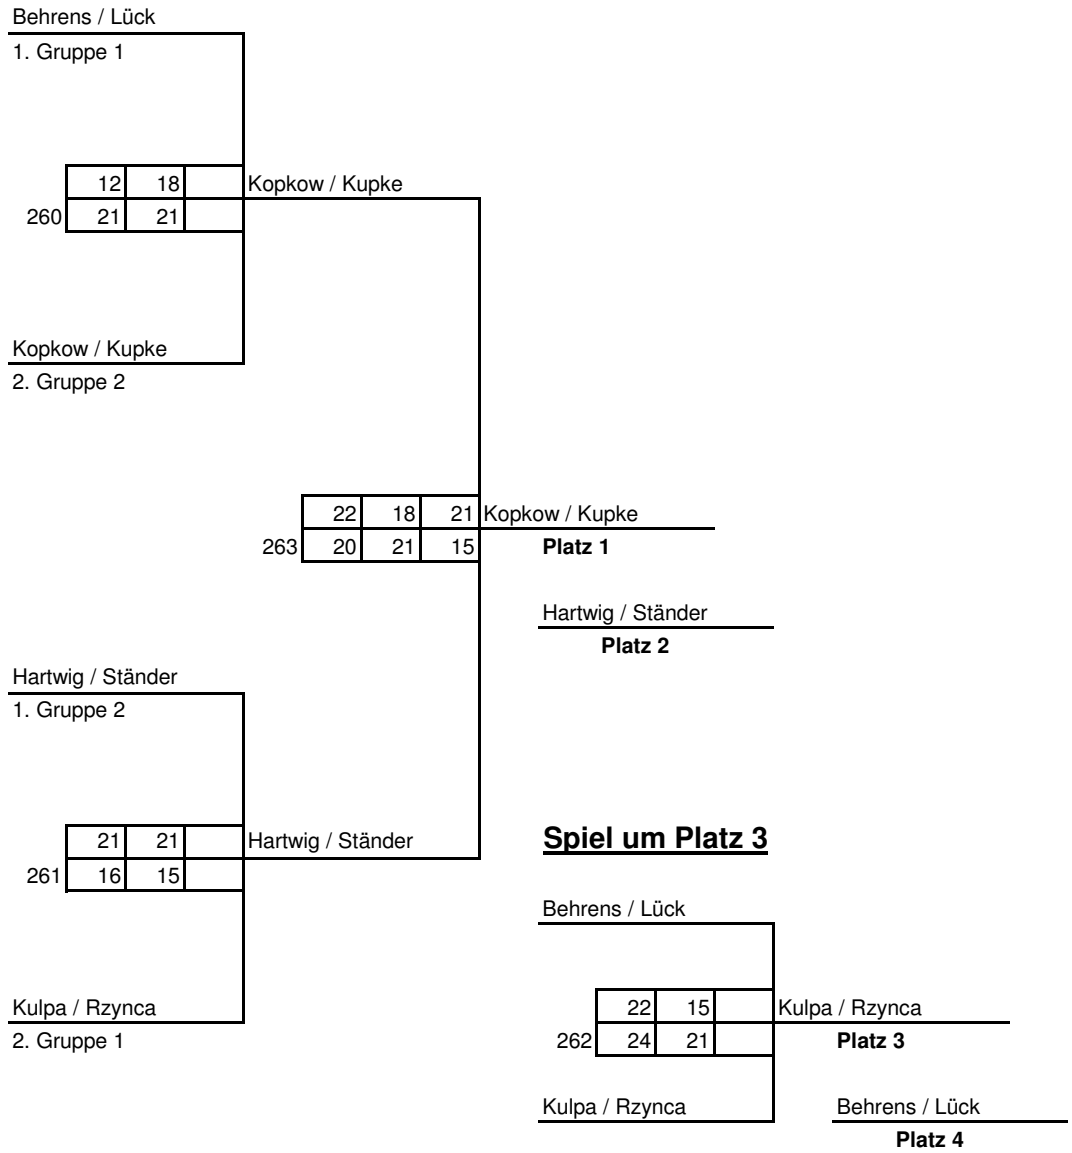 Behrens / Lück
1. Gruppe 1
12 18 Kopkow / Kupke
260 21 21
Kopkow / Kupke
2. Gruppe 2
22 18 21 Kopkow / Kupke
263 20 21 15 Platz 1
Hartwig / Ständer
Platz 2
Hartwig / Ständer
1. Gruppe 2
21 21 Hartwig / Ständer
261 16 15
Kulpa / Rzynca
2. Gruppe 1
Spiel um Platz 3
Behrens / Lück
22 15 Kulpa / Rzynca
262 24 21 Platz 3
Kulpa / Rzynca
Behrens / Lück
Platz 4